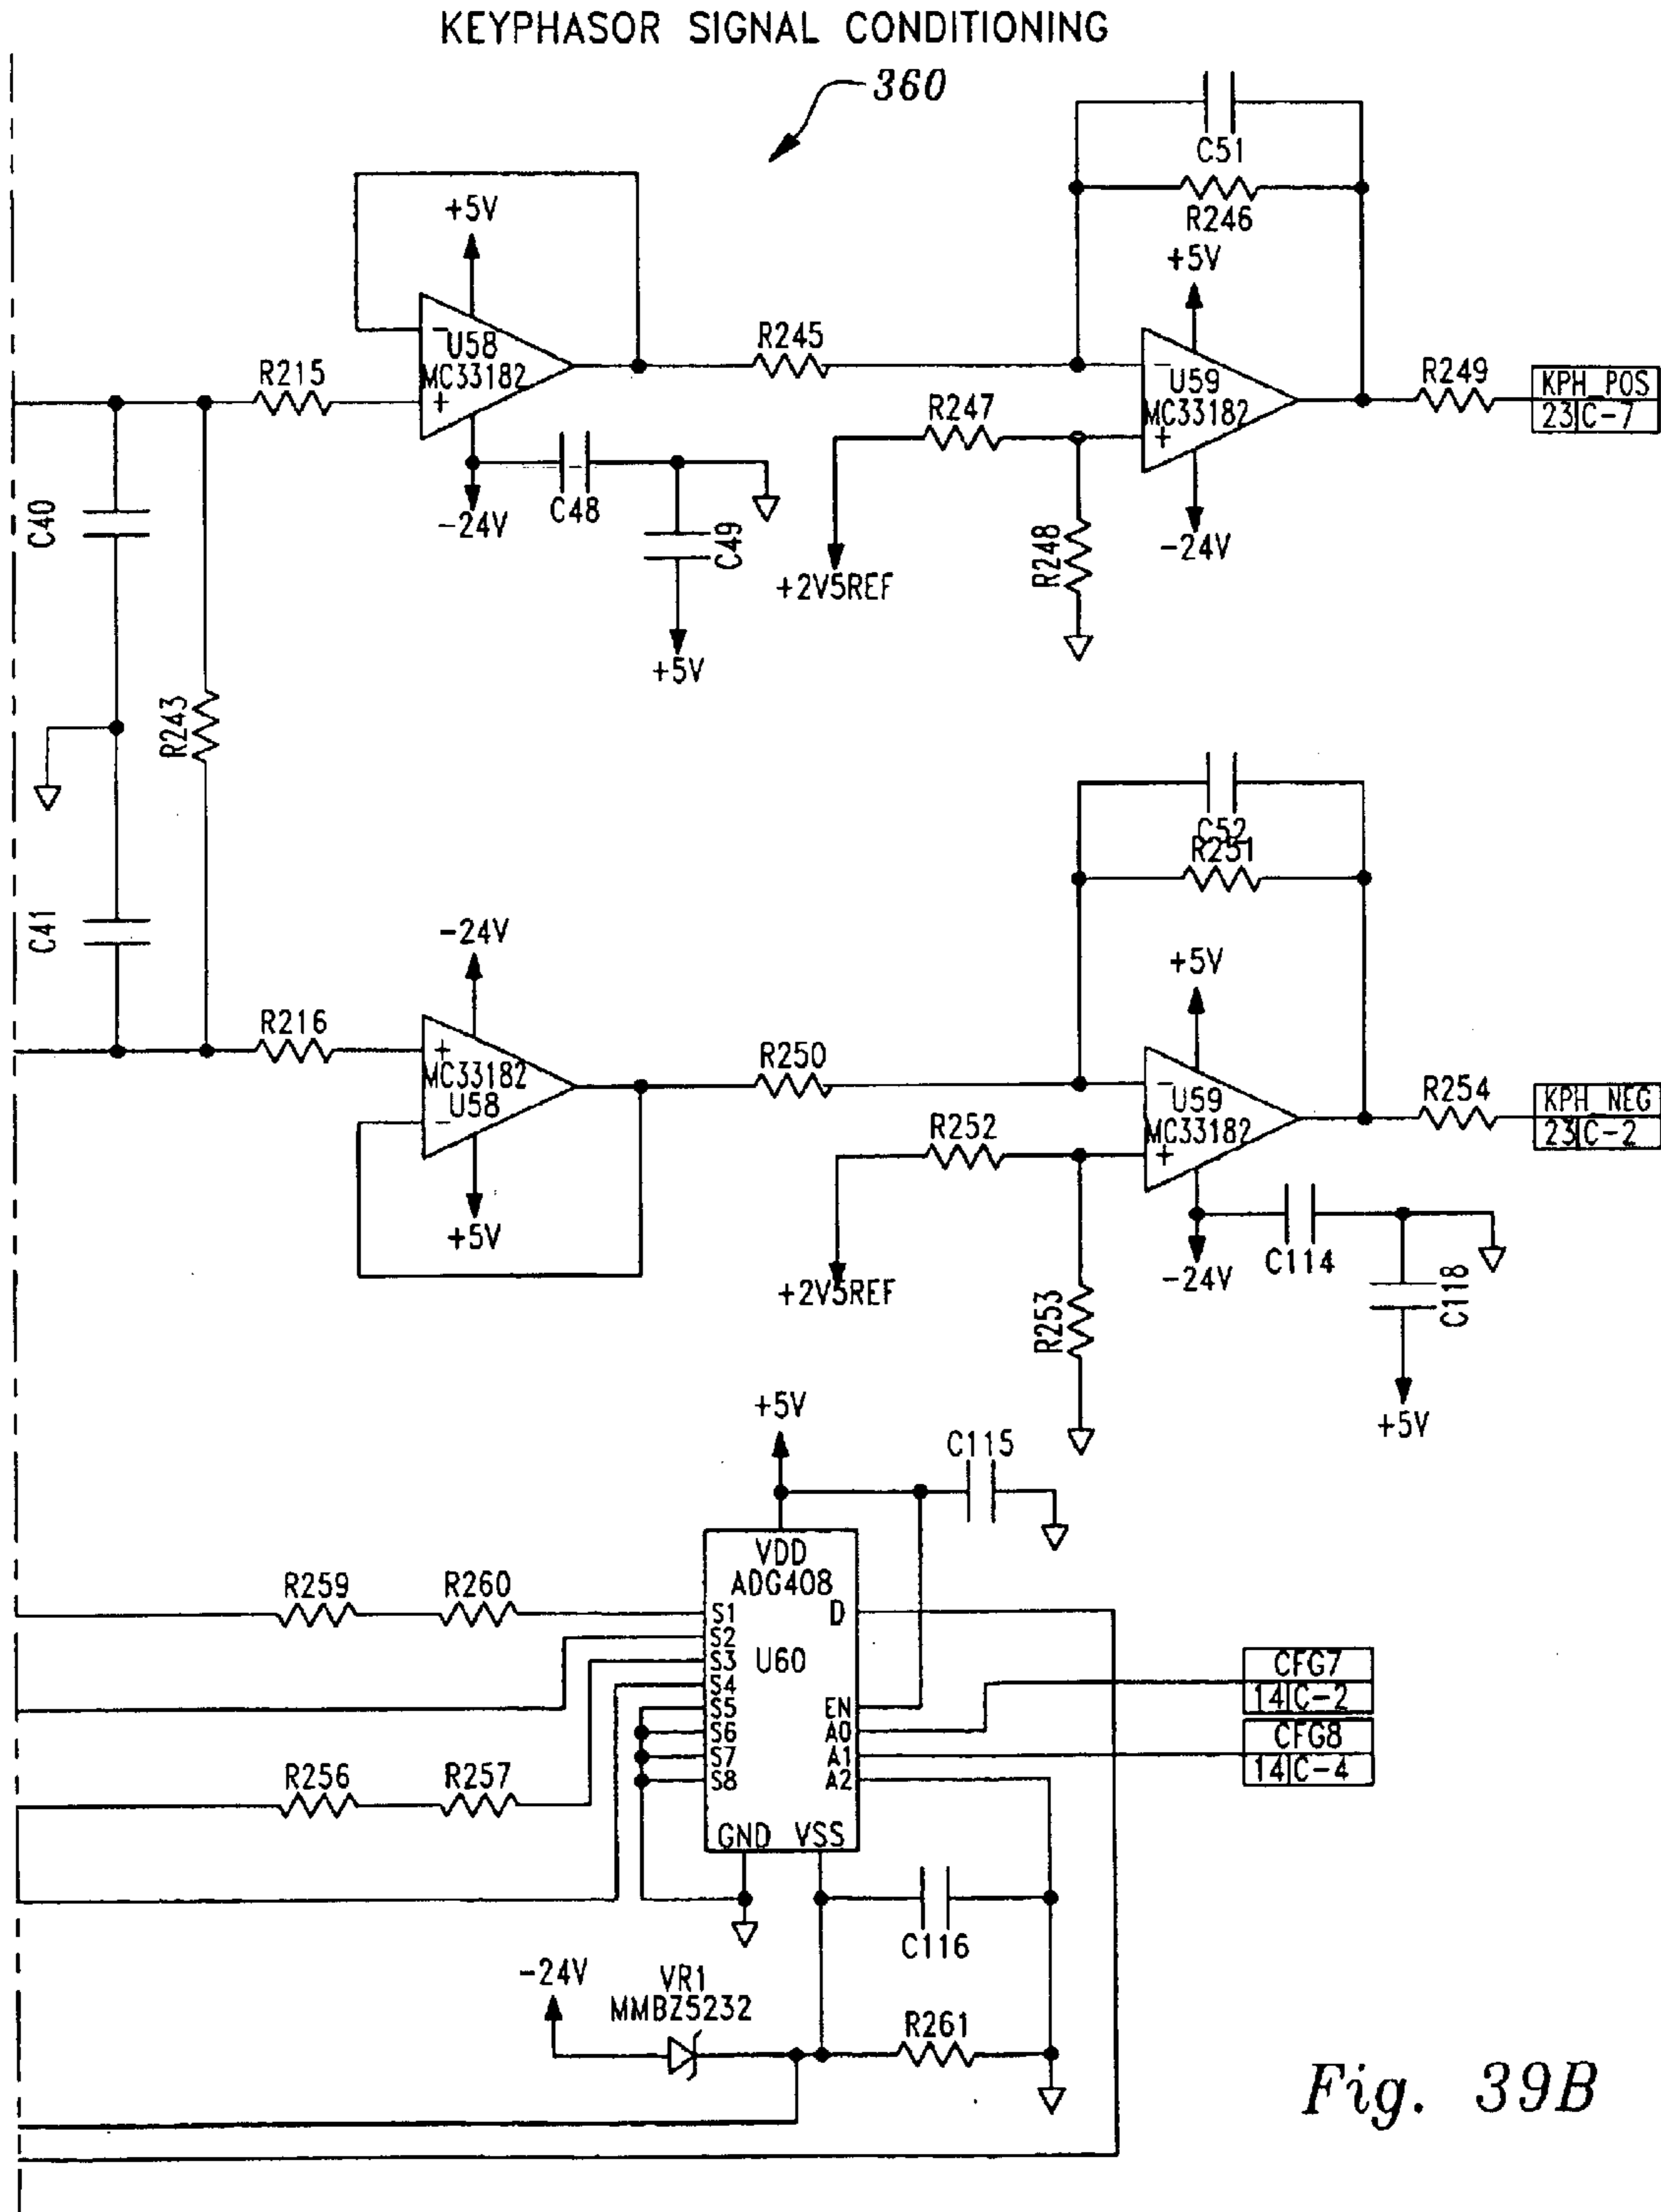 KEYPHASOR SIGNAL CONDITIONING
360
C51
R246
+5V
+5V
U58
MC33182
-
+
R215
R245
-
U59
MC33182
+
R249
KPH_POS
23|C-7
R247
C40
-24V
C48
C49
+2V5REF
R248
-24V
+5V
R243
C52
R251
C41
-24V
+5V
R216
+
MC33182
U58
-
R250
-
U59
MC33182
+
R254
KPH_NEG
23|C-2
R252
+5V
+2V5REF
R253
-24V
C114
C118
+5V
+5V
C115
VDD
ADG408
R259
R260
S1
D
S2
S3
U60
S4
S5
EN
S6
A0
S7
A1
S8
A2
CFG7
14|C-2
CFG8
14|C-4
R256
R257
GND
VSS
C116
-24V
VR1
MMBZ5232
R261
Fig. 39B